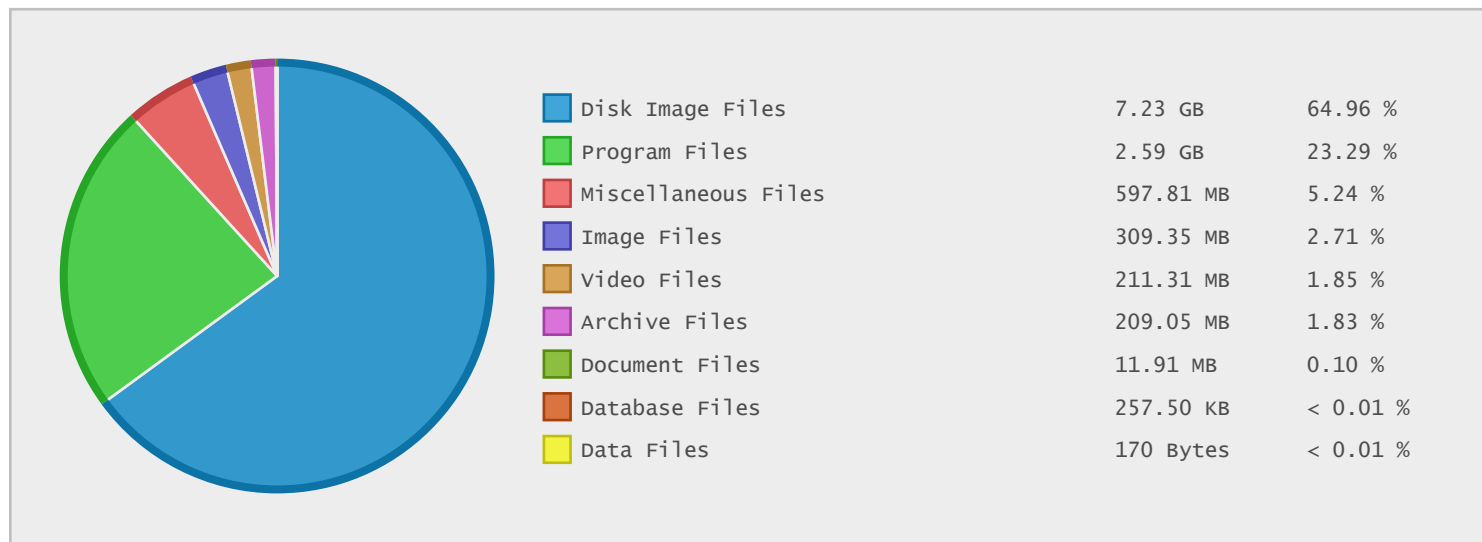 Disk Image Files 7.23 GB 64.96 %
Program Files 2.59 GB 23.29 %
Miscellaneous Files 597.81 MB 5.24 %
Image Files 309.35 MB 2.71 %
Video Files 211.31 MB 1.85 %
Archive Files 209.05 MB 1.83 %
Document Files 11.91 MB 0.10 %
Database Files 257.50 KB < 0.01 %
Data Files 170 Bytes < 0.01 %